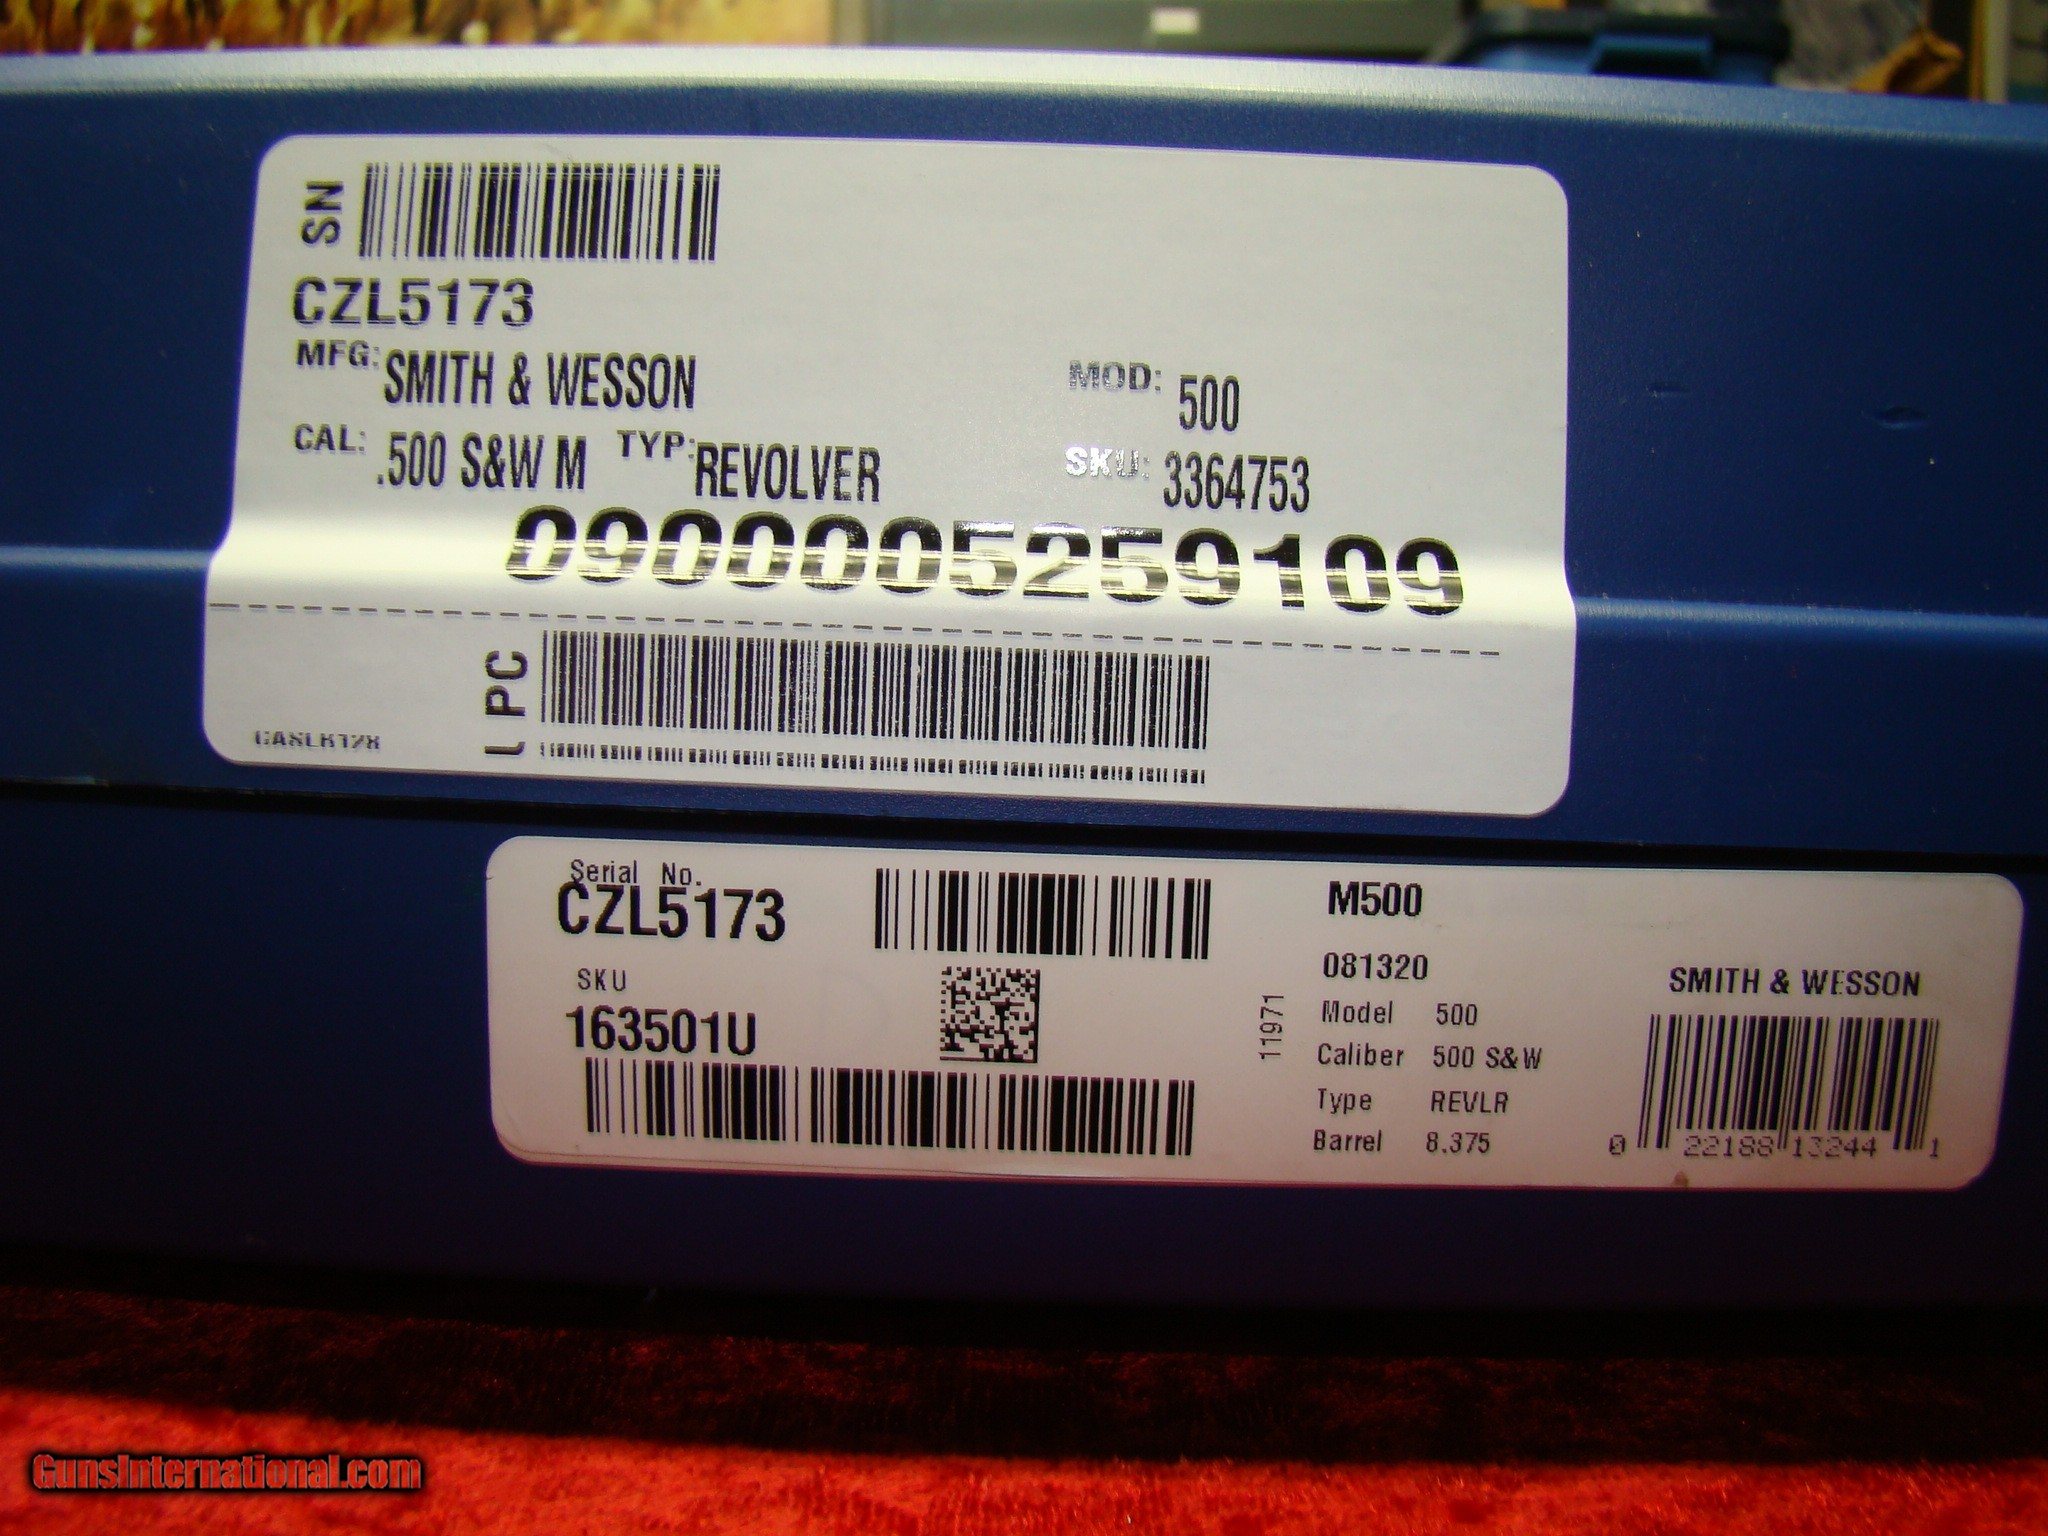 SN
CZL5173
MFG: SMITH & WESSON
MOD: 500
CAL: .500 S&W M TYP: REVOLVER
SKU: 3364753
0900005259109
LPC
Serial No.
CZL5173
SKU
163501U
11971
M500
081320
Model 500
Caliber 500 S&W
Type REVLR
Barrel 8.375
SMITH & WESSON
0 22188 13244 1
GunsInternational.com